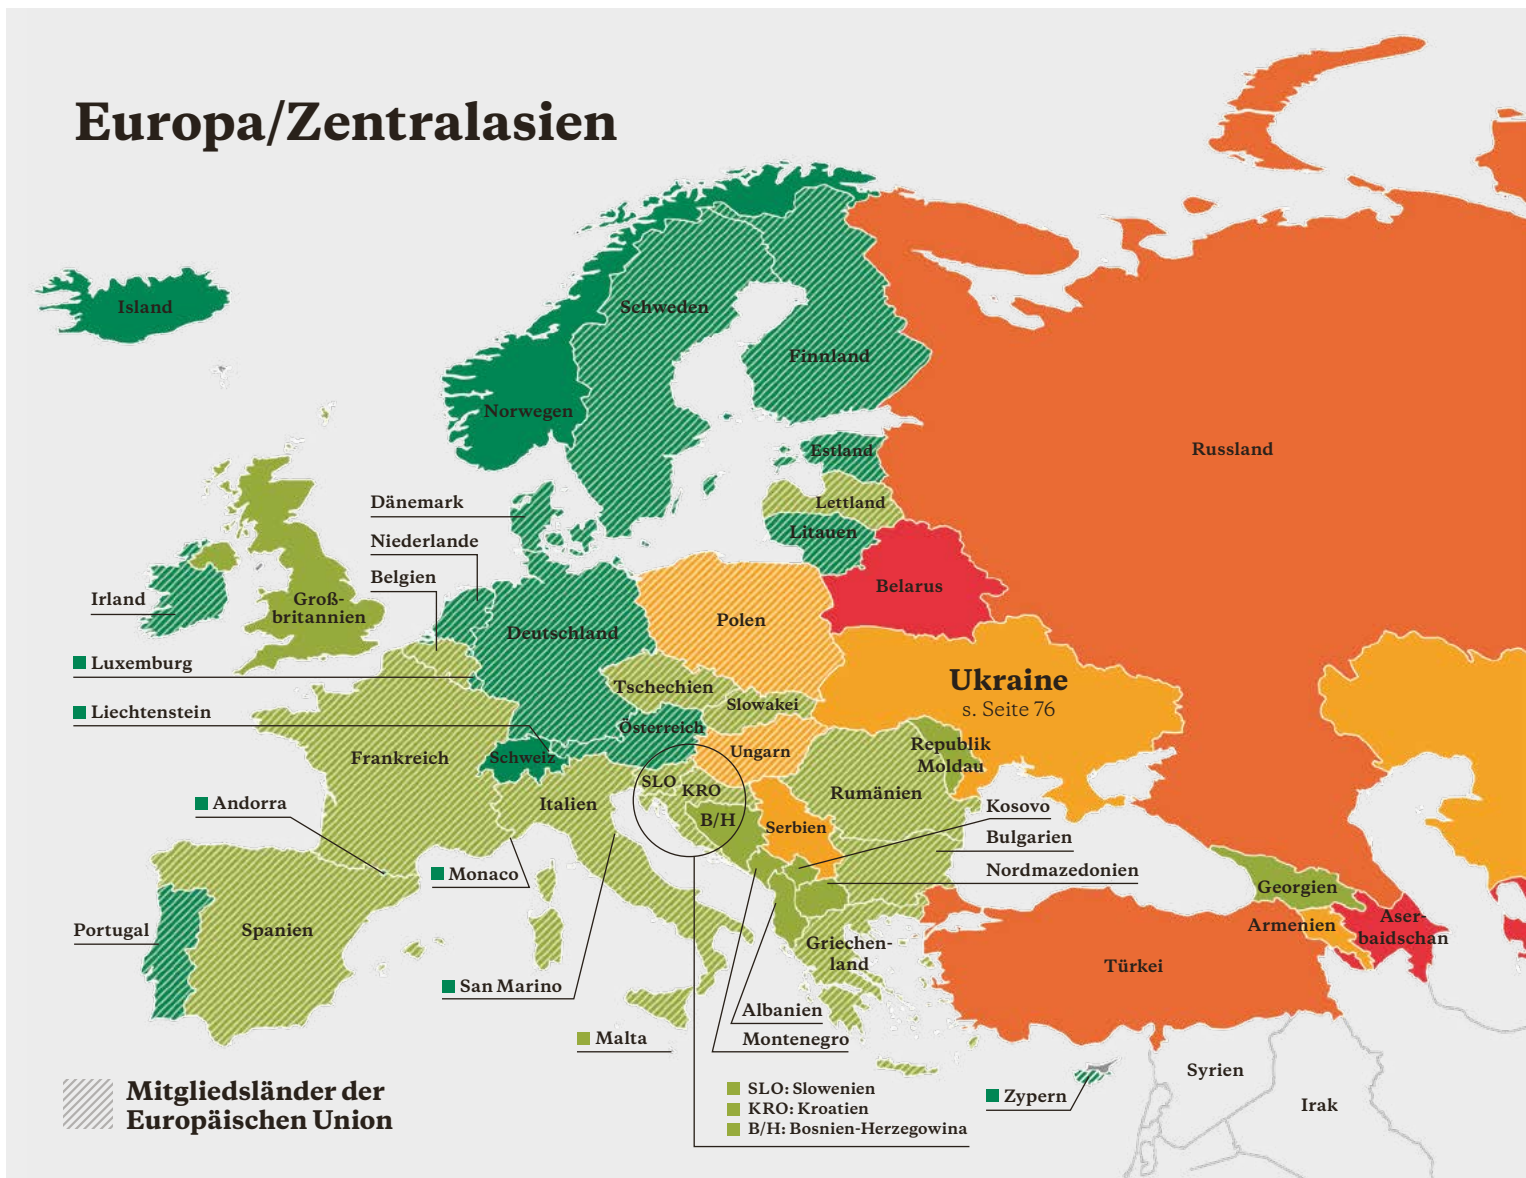 Europa/Zentralasien
Island
Schweden
Finnland
Norwegen
Russland
Estland
Dänemark
Lettland
Litauen
Niederlande
Belgien
Belarus
Irland
Groß-
britannien
Polen
Deutschland
Luxemburg
Ukraine
s. Seite 76
Tschechien
Slowakei
Liechtenstein
Österreich
Republik
Moldau
Frankreich
Schweiz
Ungarn
SLO
KRO
Rumänien
Andorra
Italien
B/H
Serbien
Kosovo
Bulgarien
Nordmazedonien
Monaco
Georgien
Portugal
Spanien
Armenien
Aser-
baidschan
Griechen-
land
Türkei
San Marino
Albanien
Malta
Montenegro
Syrien
Mitgliedsländer der
Europäischen Union
SLO: Slowenien
KRO: Kroatien
B/H: Bosnien-Herzegowina
Zypern
Irak